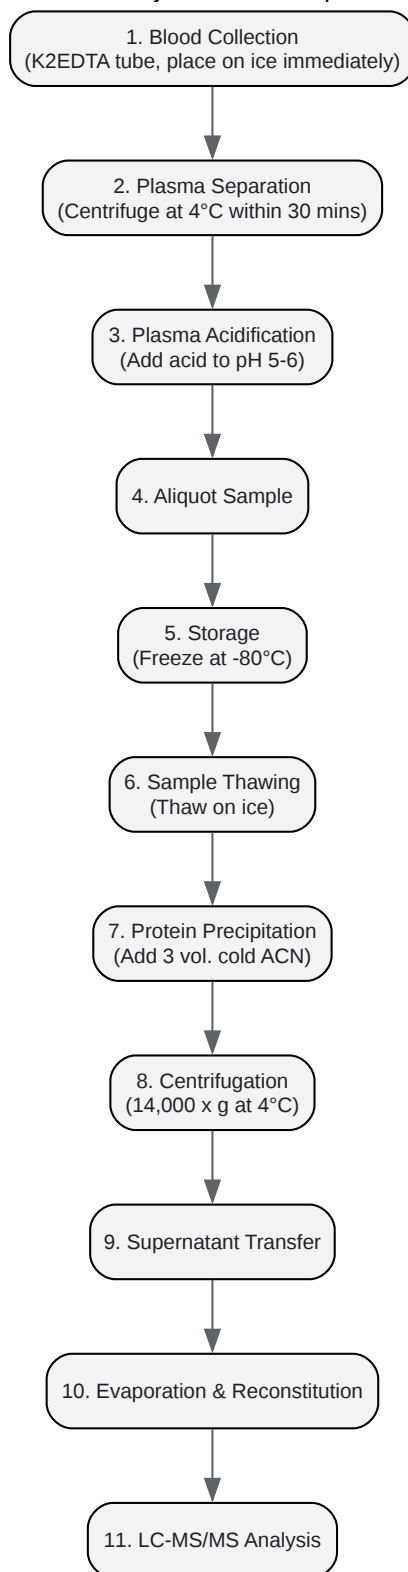 1. Blood Collection
(K2EDTA tube, place on ice immediately)
2. Plasma Separation
(Centrifuge at 4°C within 30 mins)
3. Plasma Acidification
(Add acid to pH 5-6)
4. Aliquot Sample
5. Storage
(Freeze at -80°C)
6. Sample Thawing
(Thaw on ice)
7. Protein Precipitation
(Add 3 vol. cold ACN)
8. Centrifugation
(14,000 x g at 4°C)
9. Supernatant Transfer
10. Evaporation & Reconstitution
11. LC-MS/MS Analysis